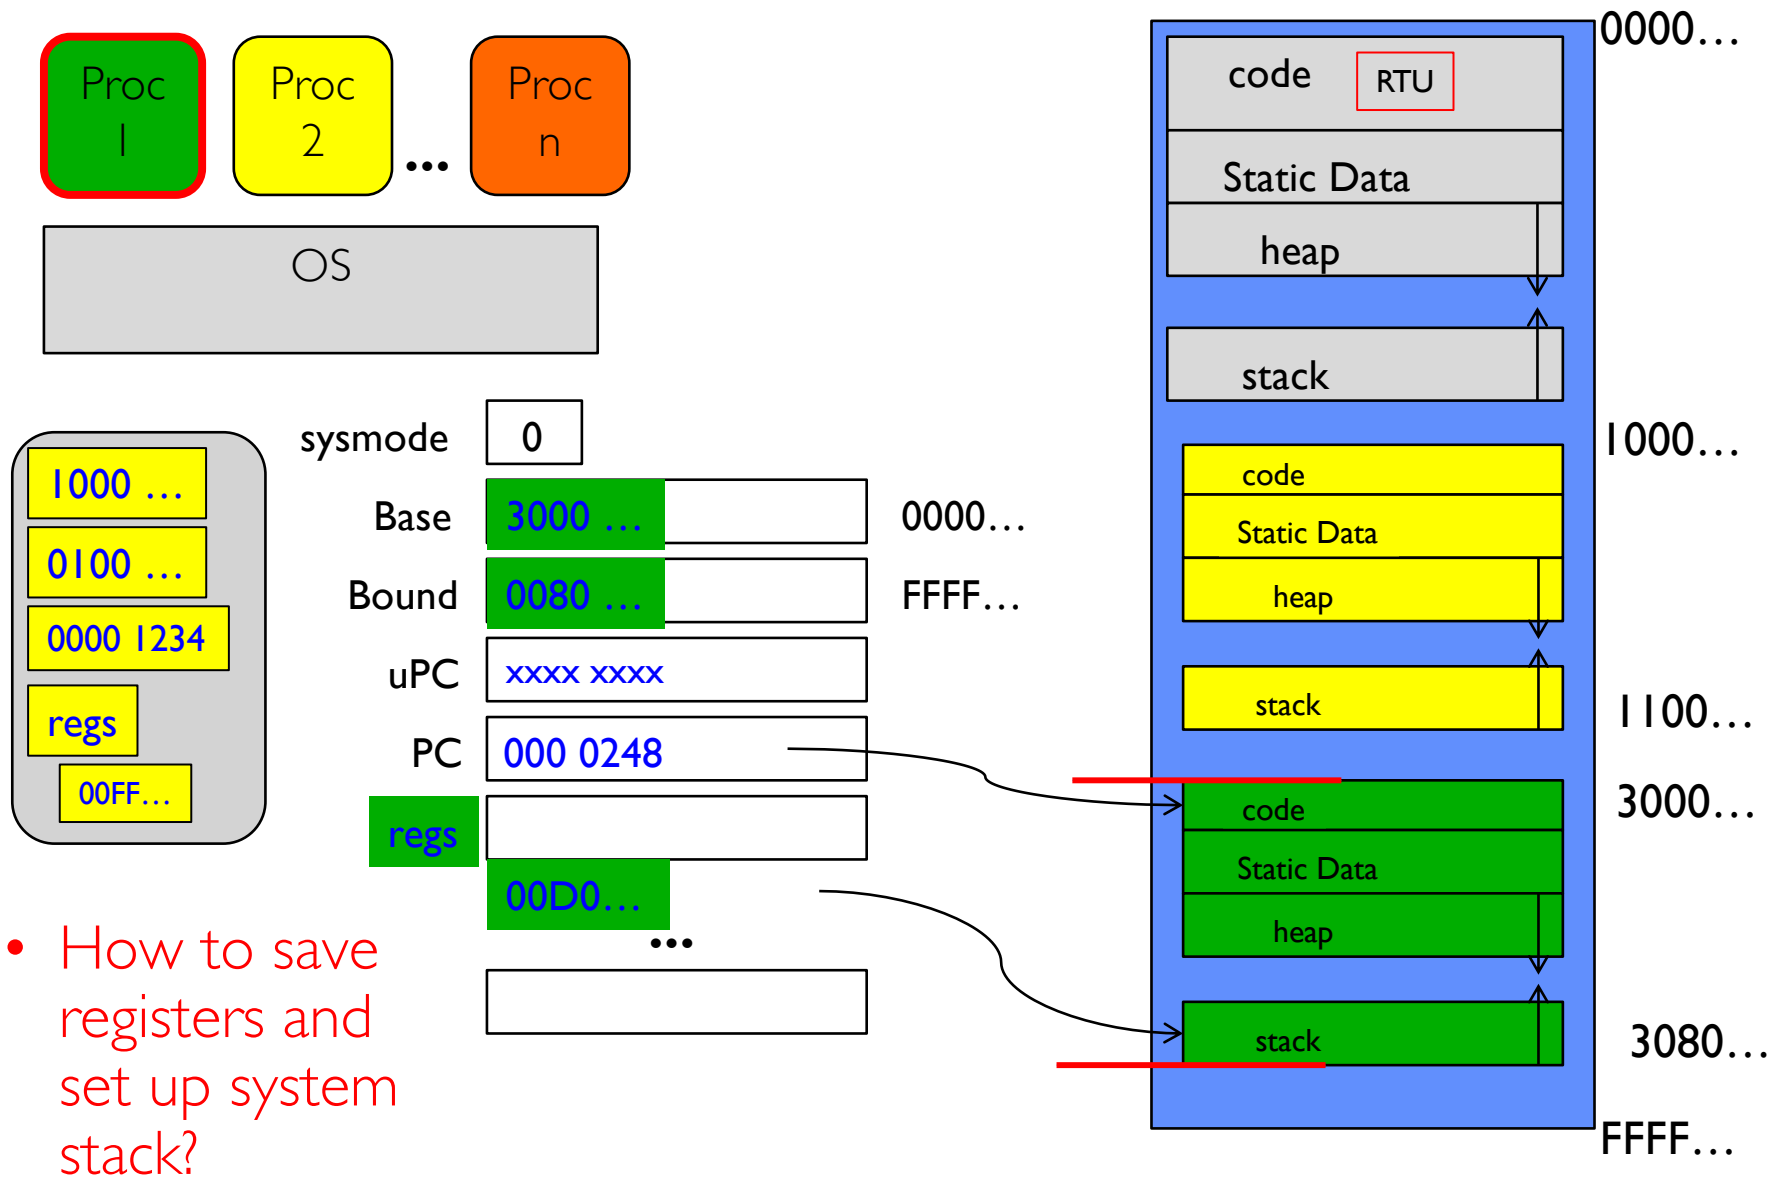 Proc
1
Proc
2
...
Proc
n
OS
sysmode
0
Base
3000 ...
0000...
Bound
0080 ...
FFFF...
uPC
xxxx xxxx
PC
000 0248
regs
00D0...
...
1000 ...
0100 ...
0000 1234
regs
00FF...
• How to save
registers and
set up system
stack?
code
RTU
Static Data
heap
stack
code
Static Data
heap
stack
code
Static Data
heap
stack
0000...
1000...
1100...
3000...
3080...
FFFF...